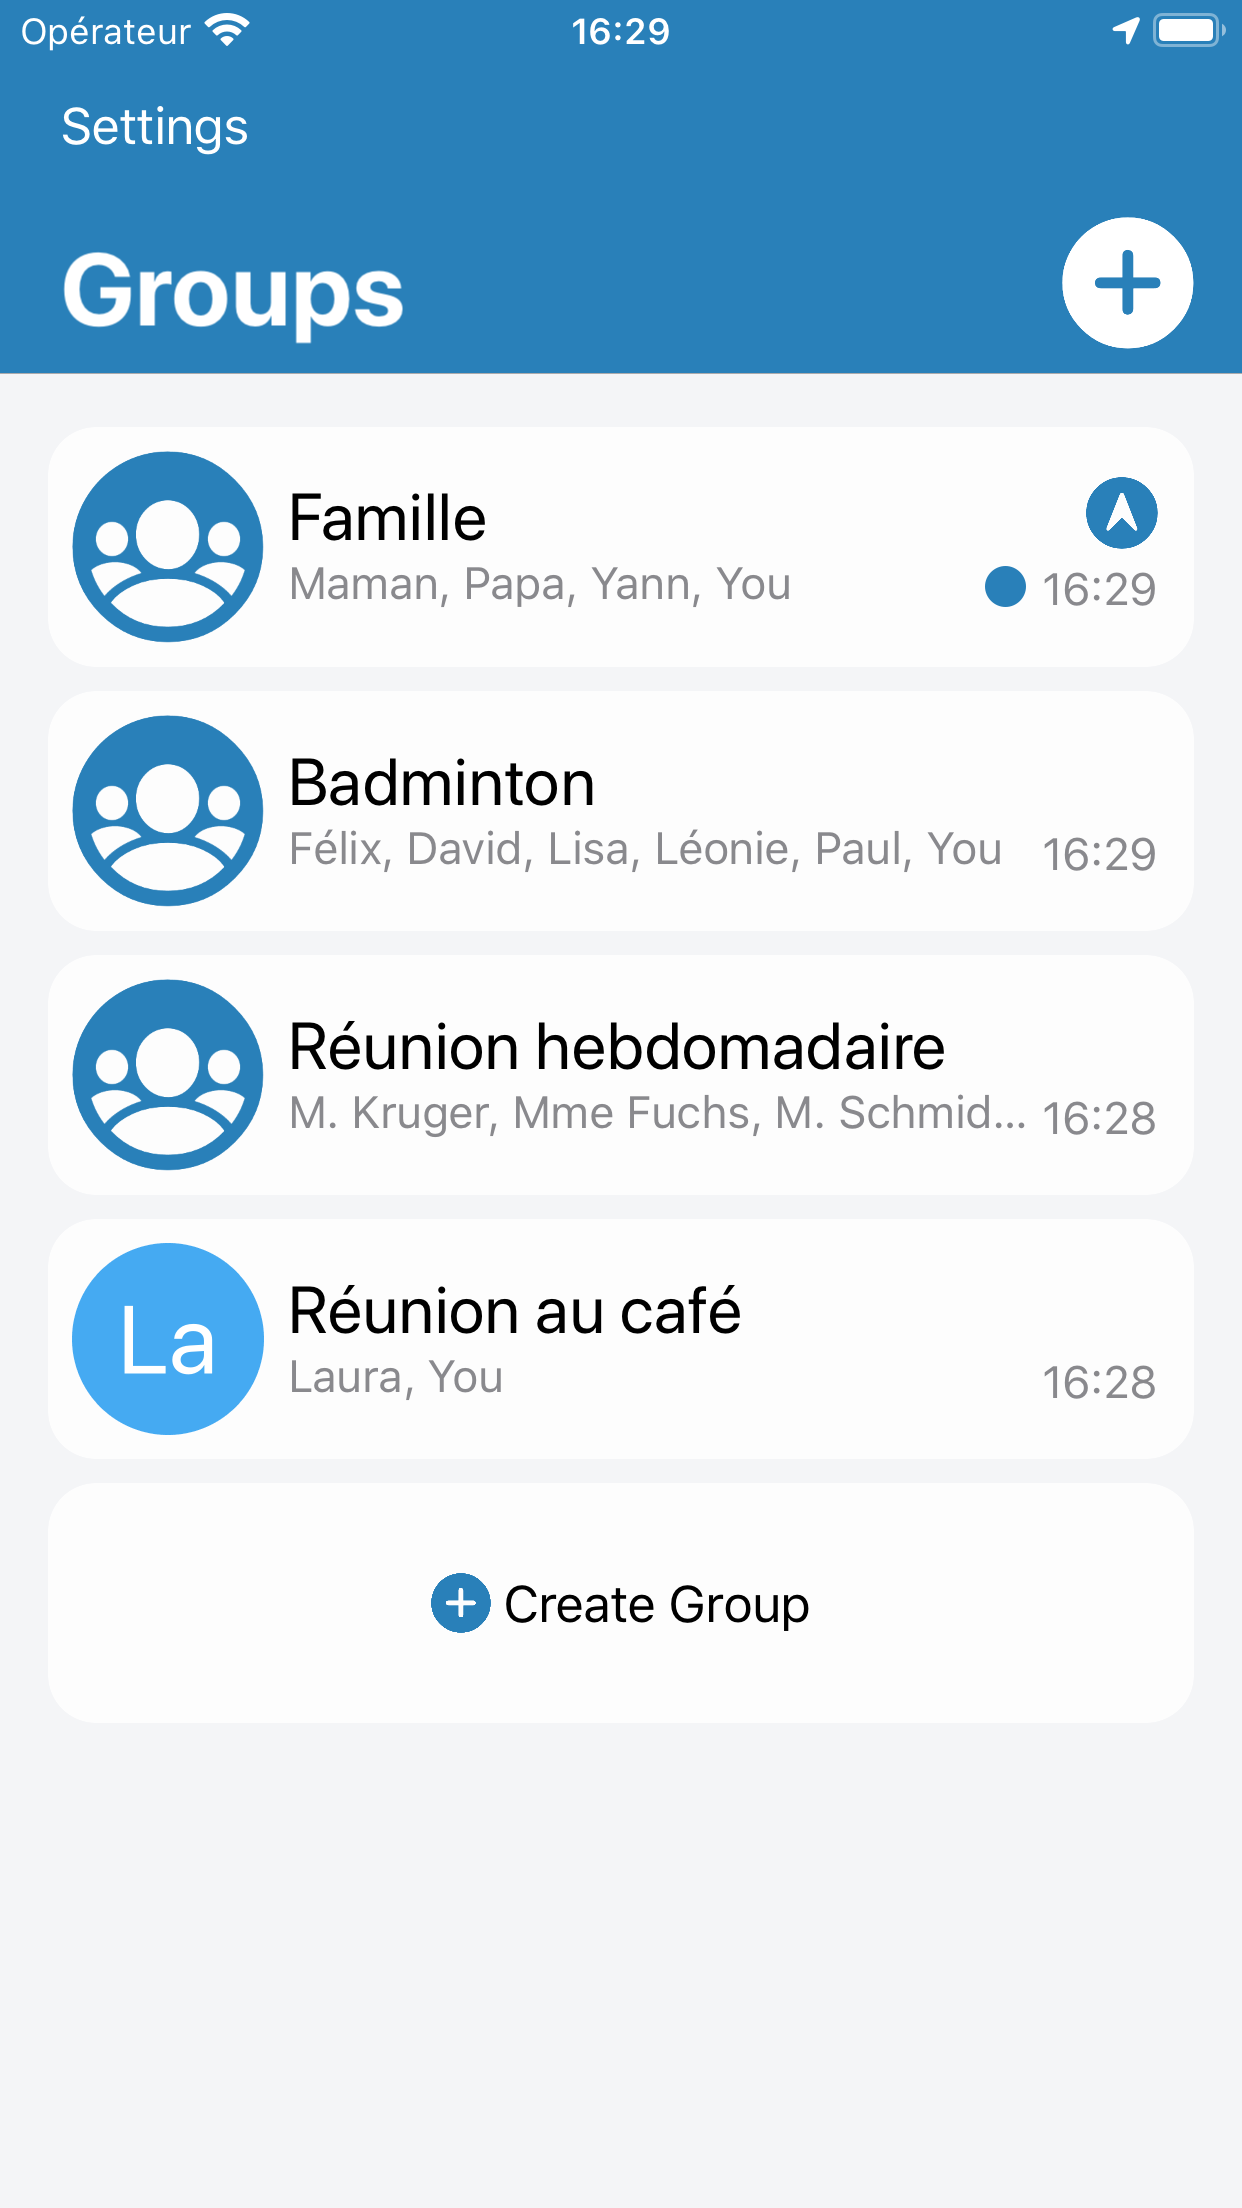 Opérateur 16:29
Settings
Groups
Famille
Maman, Papa, Yann, You 16:29
Badminton
Félix, David, Lisa, Léonie, Paul, You 16:29
Réunion hebdomadaire
M. Kruger, Mme Fuchs, M. Schmid... 16:28
La
Réunion au café
Laura, You 16:28
Create Group